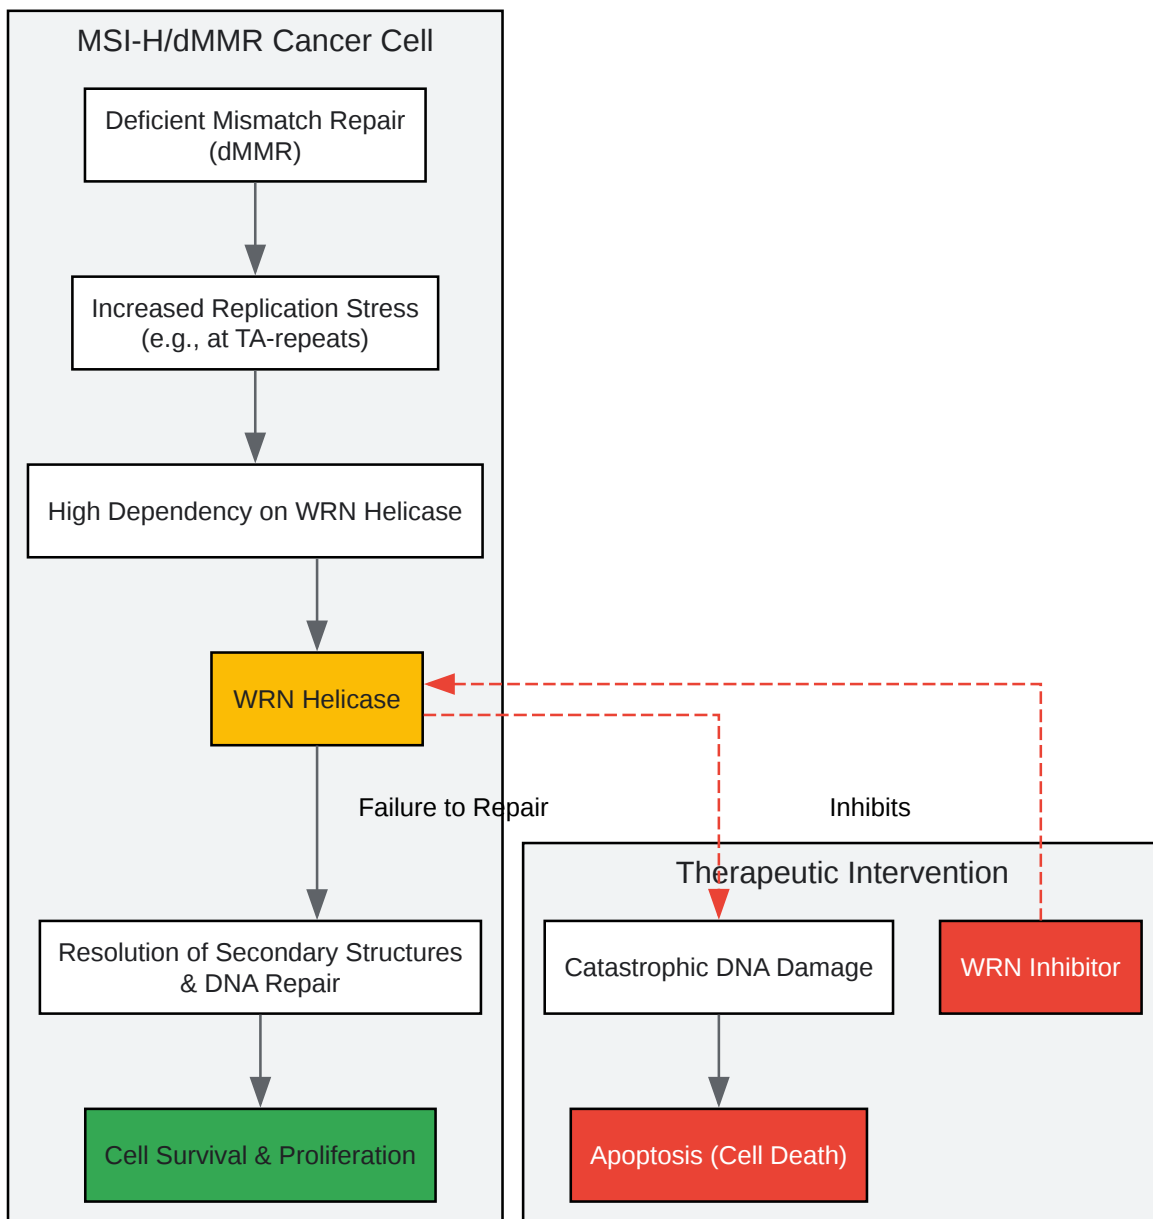 MSI-H/dMMR Cancer Cell
Deficient Mismatch Repair
(dMMR)
Increased Replication Stress
(e.g., at TA-repeats)
High Dependency on WRN Helicase
WRN Helicase
Failure to Repair
Inhibits
Therapeutic Intervention
Resolution of Secondary Structures
& DNA Repair
Catastrophic DNA Damage
WRN Inhibitor
Cell Survival & Proliferation
Apoptosis (Cell Death)